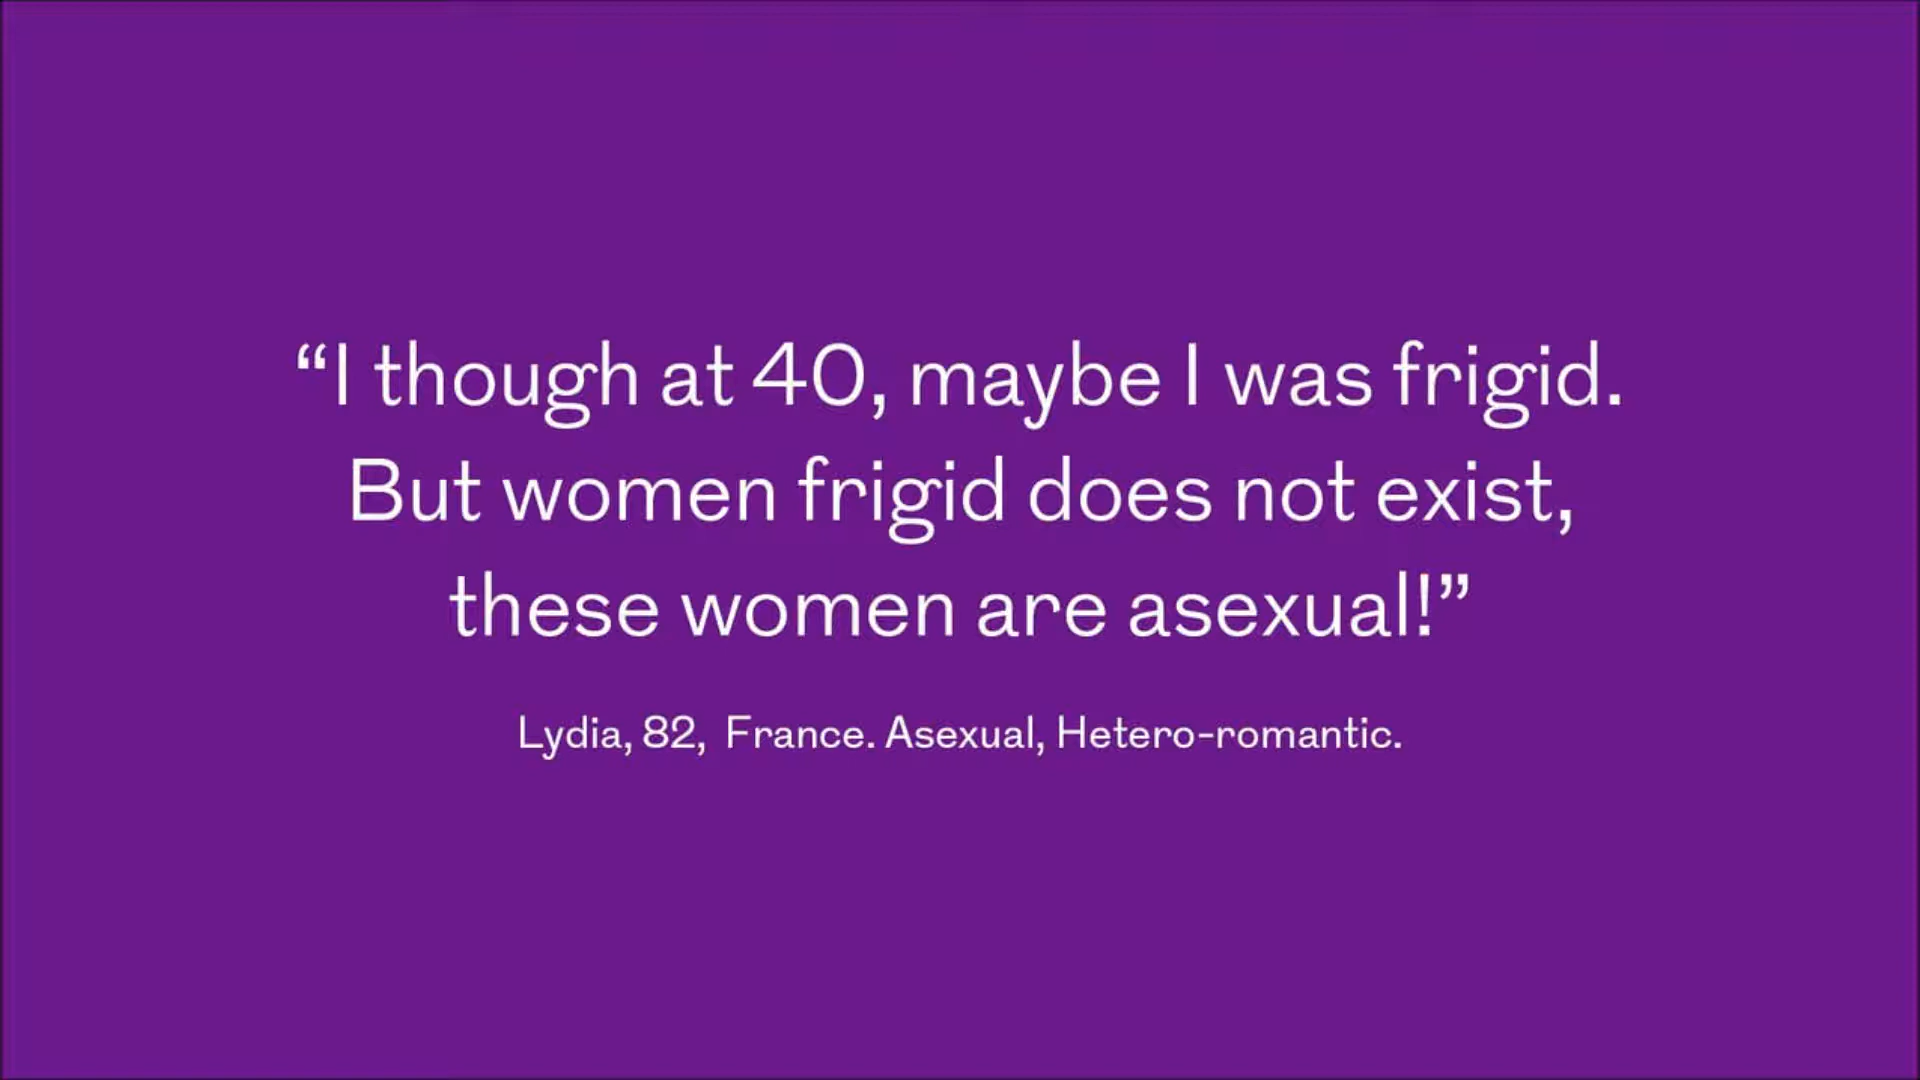 “I though at 40, maybe I was frigid.
But women frigid does not exist,
these women are asexual!”
Lydia, 82, France. Asexual, Hetero-romantic.